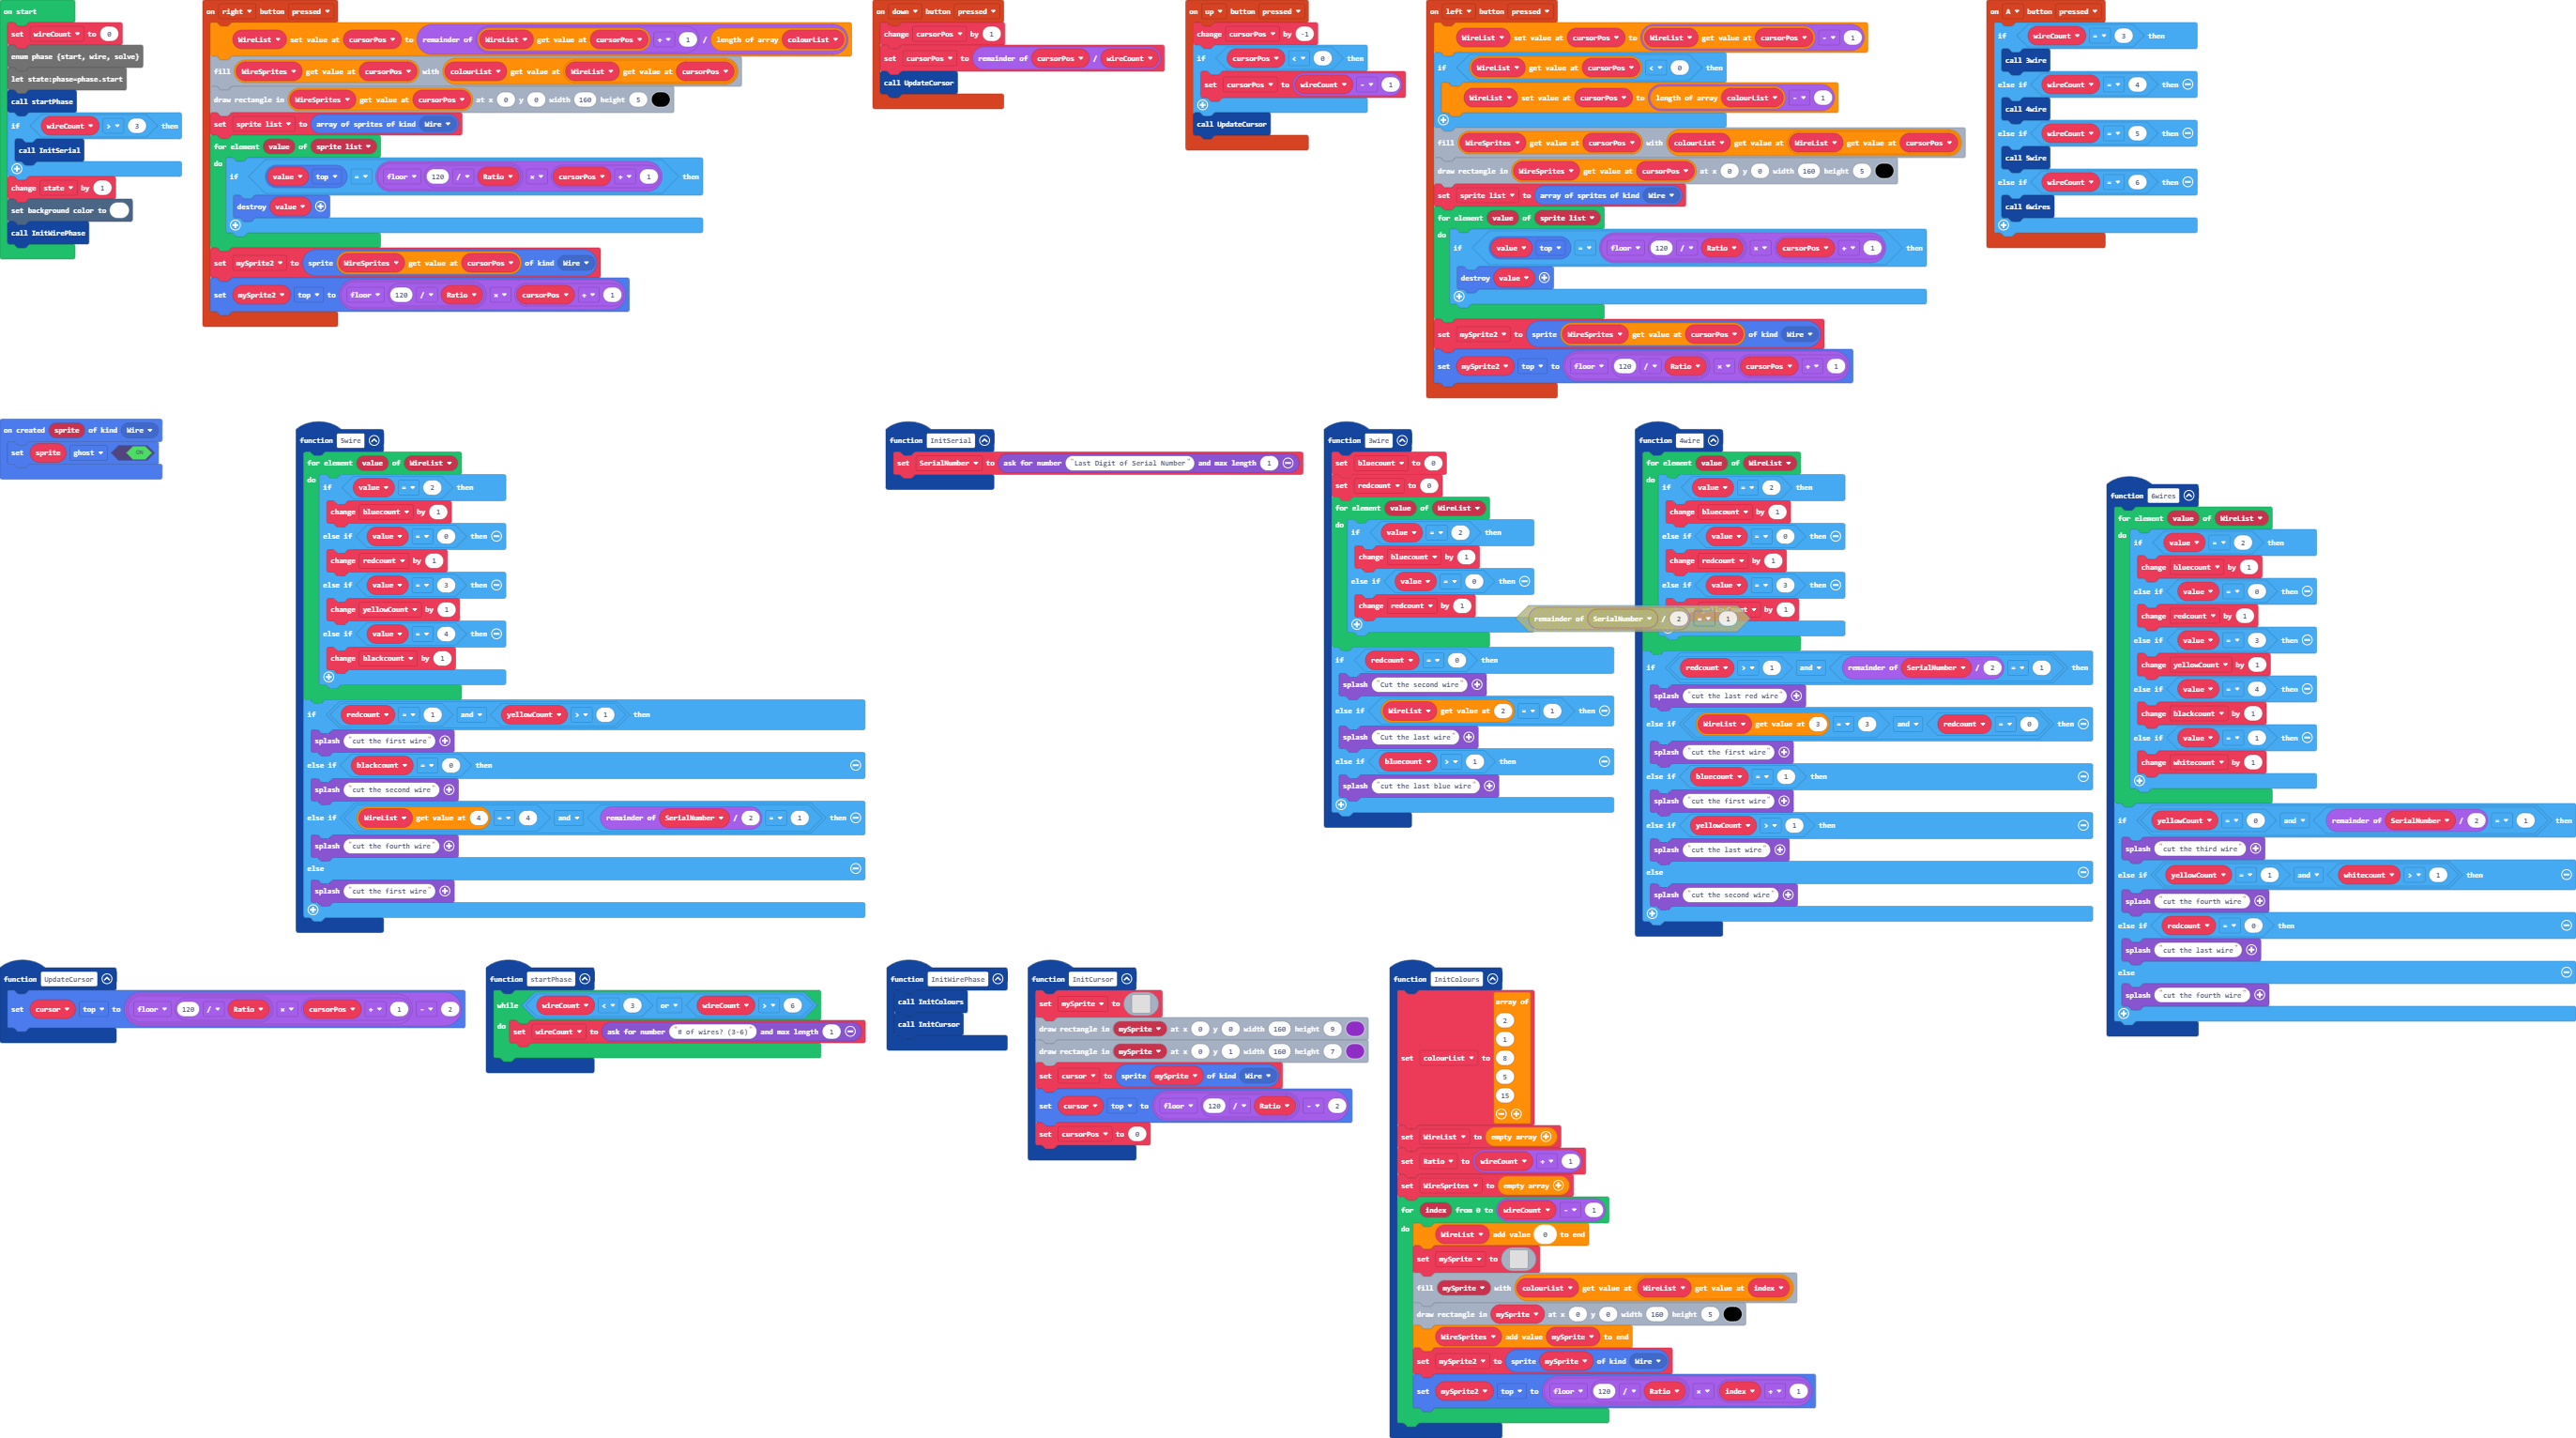 on start
set wireCount to 0
enum phase {start, wire, solve}
let state:phase=phase.start
call startPhase
if wireCount > 3 then
call InitSerial
change state by 1
set background color to
call InitWirePhase
on right button pressed
WireList set value at cursorPos to remainder of WireList get value at cursorPos + 1 / length of array colourList
fill WireSprites get value at cursorPos with colourList get value at WireList get value at cursorPos
draw rectangle in WireSprites get value at cursorPos at x 0 y 0 width 160 height 5
set sprite list to array of sprites of kind Wire
for element value of sprite list
do if value top = floor 120 / Ratio × cursorPos + 1 then
destroy value
set mySprite2 to sprite WireSprites get value at cursorPos of kind Wire
set mySprite2 top to floor 120 / Ratio × cursorPos + 1
on down button pressed
change cursorPos by 1
set cursorPos to remainder of cursorPos / wireCount
call UpdateCursor
on up button pressed
change cursorPos by -1
if cursorPos < 0 then
set cursorPos to wireCount - 1
call UpdateCursor
on left button pressed
WireList set value at cursorPos to WireList get value at cursorPos - 1
if WireList get value at cursorPos < 0 then
WireList set value at cursorPos to length of array colourList - 1
fill WireSprites get value at cursorPos with colourList get value at WireList get value at cursorPos
draw rectangle in WireSprites get value at cursorPos at x 0 y 0 width 160 height 5
set sprite list to array of sprites of kind Wire
for element value of sprite list
do if value top = floor 120 / Ratio × cursorPos + 1 then
destroy value
set mySprite2 to sprite WireSprites get value at cursorPos of kind Wire
set mySprite2 top to floor 120 / Ratio × cursorPos + 1
on A button pressed
if wireCount = 3 then
call 3wire
else if wireCount = 4 then
call 4wire
else if wireCount = 5 then
call 5wire
else if wireCount = 6 then
call 6wires
on created sprite of kind Wire
set sprite ghost ON
function 5wire
for element value of WireList
do if value = 2 then
change bluecount by 1
else if value = 0 then
change redcount by 1
else if value = 3 then
change yellowCount by 1
else if value = 4 then
change blackcount by 1
if redcount = 1 and yellowCount > 1 then
splash "cut the first wire"
else if blackcount = 0 then
splash "cut the second wire"
else if WireList get value at 4 = 4 and remainder of SerialNumber / 2 = 1 then
splash "cut the fourth wire"
else
splash "cut the first wire"
function InitSerial
set SerialNumber to ask for number "Last Digit of Serial Number" and max length 1
function 3wire
set bluecount to 0
set redcount to 0
for element value of WireList
do if value = 2 then
change bluecount by 1
else if value = 0 then
change redcount by 1
if redcount = 0 then
splash "Cut the second wire"
else if WireList get value at 2 = 1 then
splash "Cut the last wire"
else if bluecount > 1 then
splash "cut the last blue wire"
remainder of SerialNumber / 2 = 1
function 4wire
for element value of WireList
do if value = 2 then
change bluecount by 1
else if value = 0 then
change redcount by 1
else if value = 3 then
by 1
if redcount > 1 and remainder of SerialNumber / 2 = 1 then
splash "cut the last red wire"
else if WireList get value at 3 = 3 and redcount = 0 then
splash "cut the first wire"
else if bluecount = 1 then
splash "cut the first wire"
else if yellowCount > 1 then
splash "cut the last wire"
else
splash "cut the second wire"
function 6wires
for element value of WireList
do if value = 2 then
change bluecount by 1
else if value = 0 then
change redcount by 1
else if value = 3 then
change yellowCount by 1
else if value = 4 then
change blackcount by 1
else if value = 1 then
change whitecount by 1
if yellowCount = 0 and remainder of SerialNumber / 2 = 1 then
splash "cut the third wire"
else if yellowCount = 1 and whitecount > 1 then
splash "cut the fourth wire"
else if redcount = 0 then
splash "cut the last wire"
else
splash "cut the fourth wire"
function UpdateCursor
set cursor top to floor 120 / Ratio × cursorPos + 1 - 2
function startPhase
while wireCount < 3 or wireCount > 6
do set wireCount to ask for number "# of wires? (3-6)" and max length 1
function InitWirePhase
call InitColours
call InitCursor
function InitCursor
set mySprite to
draw rectangle in mySprite at x 0 y 0 width 160 height 9
draw rectangle in mySprite at x 0 y 1 width 160 height 7
set cursor to sprite mySprite of kind Wire
set cursor top to floor 120 / Ratio - 2
set cursorPos to 0
function InitColours
set colourList to array of
2
1
8
5
15
set WireList to empty array
set Ratio to wireCount + 1
set WireSprites to empty array
for index from 0 to wireCount - 1
do WireList add value 0 to end
set mySprite to
fill mySprite with colourList get value at WireList get value at index
draw rectangle in mySprite at x 0 y 0 width 160 height 5
WireSprites add value mySprite to end
set mySprite2 to sprite mySprite of kind Wire
set mySprite2 top to floor 120 / Ratio × index + 1